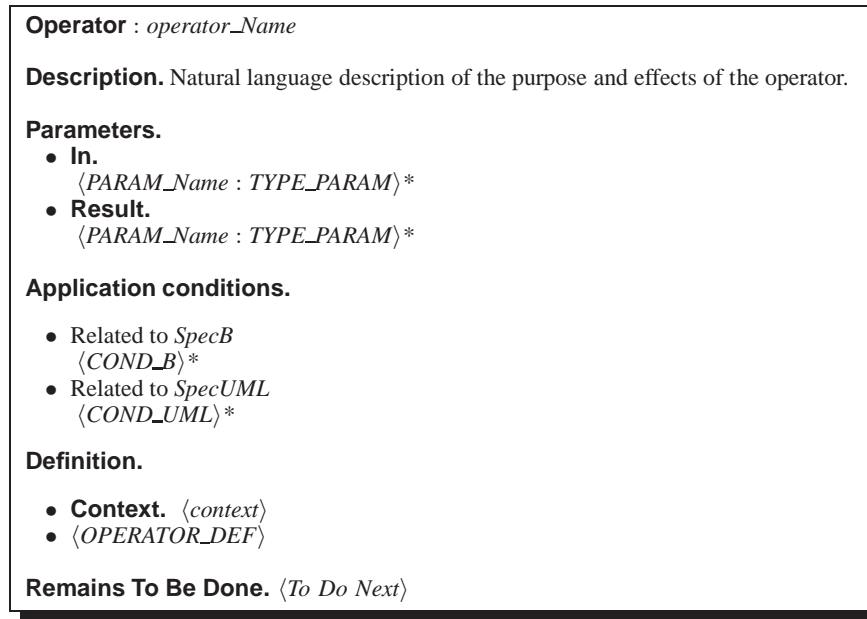 Operator : operator_Name
Description. Natural language description of the purpose and effects of the operator.
Parameters.
• In.
⟨PARAM_Name : TYPE_PARAM⟩*
• Result.
⟨PARAM_Name : TYPE_PARAM⟩*
Application conditions.
• Related to SpecB
⟨COND_B⟩*
• Related to SpecUML
⟨COND_UML⟩*
Definition.
• Context. ⟨context⟩
• ⟨OPERATOR_DEF⟩
Remains To Be Done. ⟨To Do Next⟩